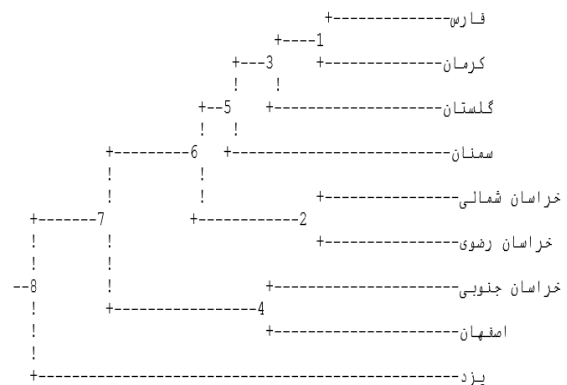 فارس
1
کرمان
3
گلستان
5
سمنان
6
خراسان شمالی
2
7
خراسان رضوی
خراسان جنوبی
8
4
اصفهان
یزد